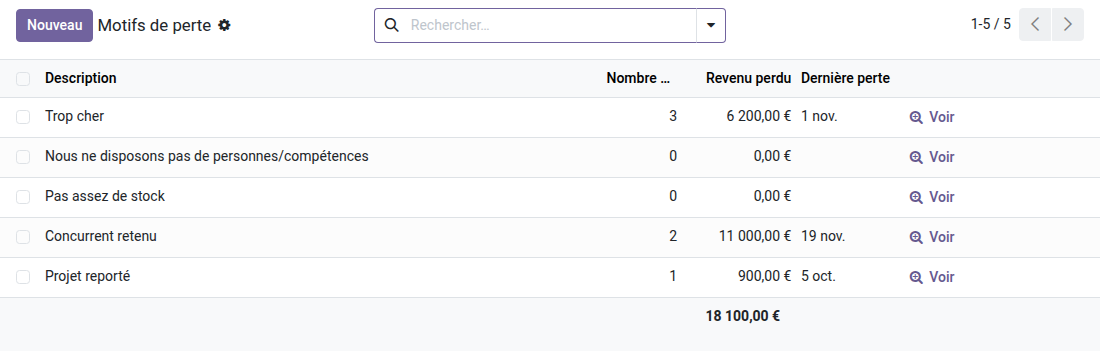 Nouveau Motifs de perte Rechercher... 1-5 / 5
Description Nombre ... Revenu perdu Dernière perte
Trop cher 3 6 200,00 € 1 nov. Voir
Nous ne disposons pas de personnes/compétences 0 0,00 € Voir
Pas assez de stock 0 0,00 € Voir
Concurrent retenu 2 11 000,00 € 19 nov. Voir
Projet reporté 1 900,00 € 5 oct. Voir
18 100,00 €